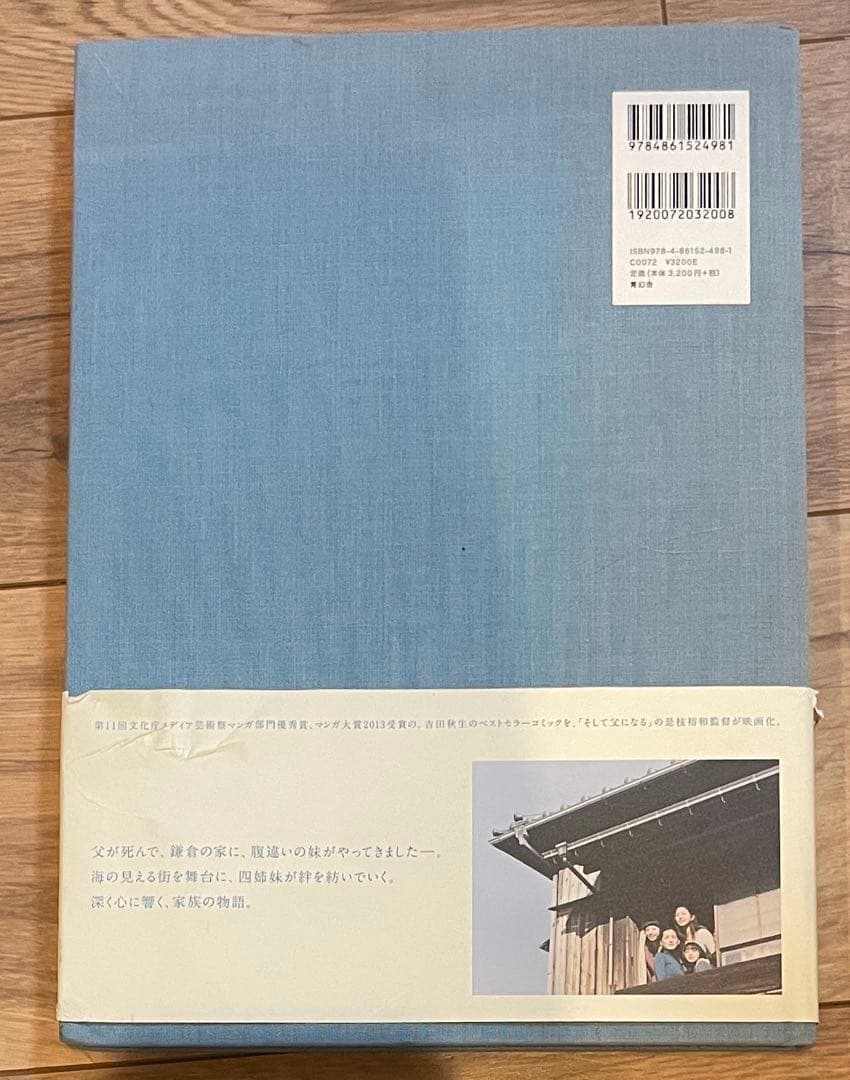 9784861524981
1920072032008
ISBN978-4-86152-498-1
C0072 ¥3200E
定価(本体3,200円+税)
青幻舎
第11回文化庁メディア芸術祭マンガ部門優秀賞、マンガ大賞2013受賞の、吉田秋生のベストセラーコミックを、「そして父になる」の是枝裕和監督が映画化。
父が死んで、鎌倉の家に、腹違いの妹がやってきました―。
海の見える街を舞台に、四姉妹が絆を紡いでいく。
深く心に響く、家族の物語。